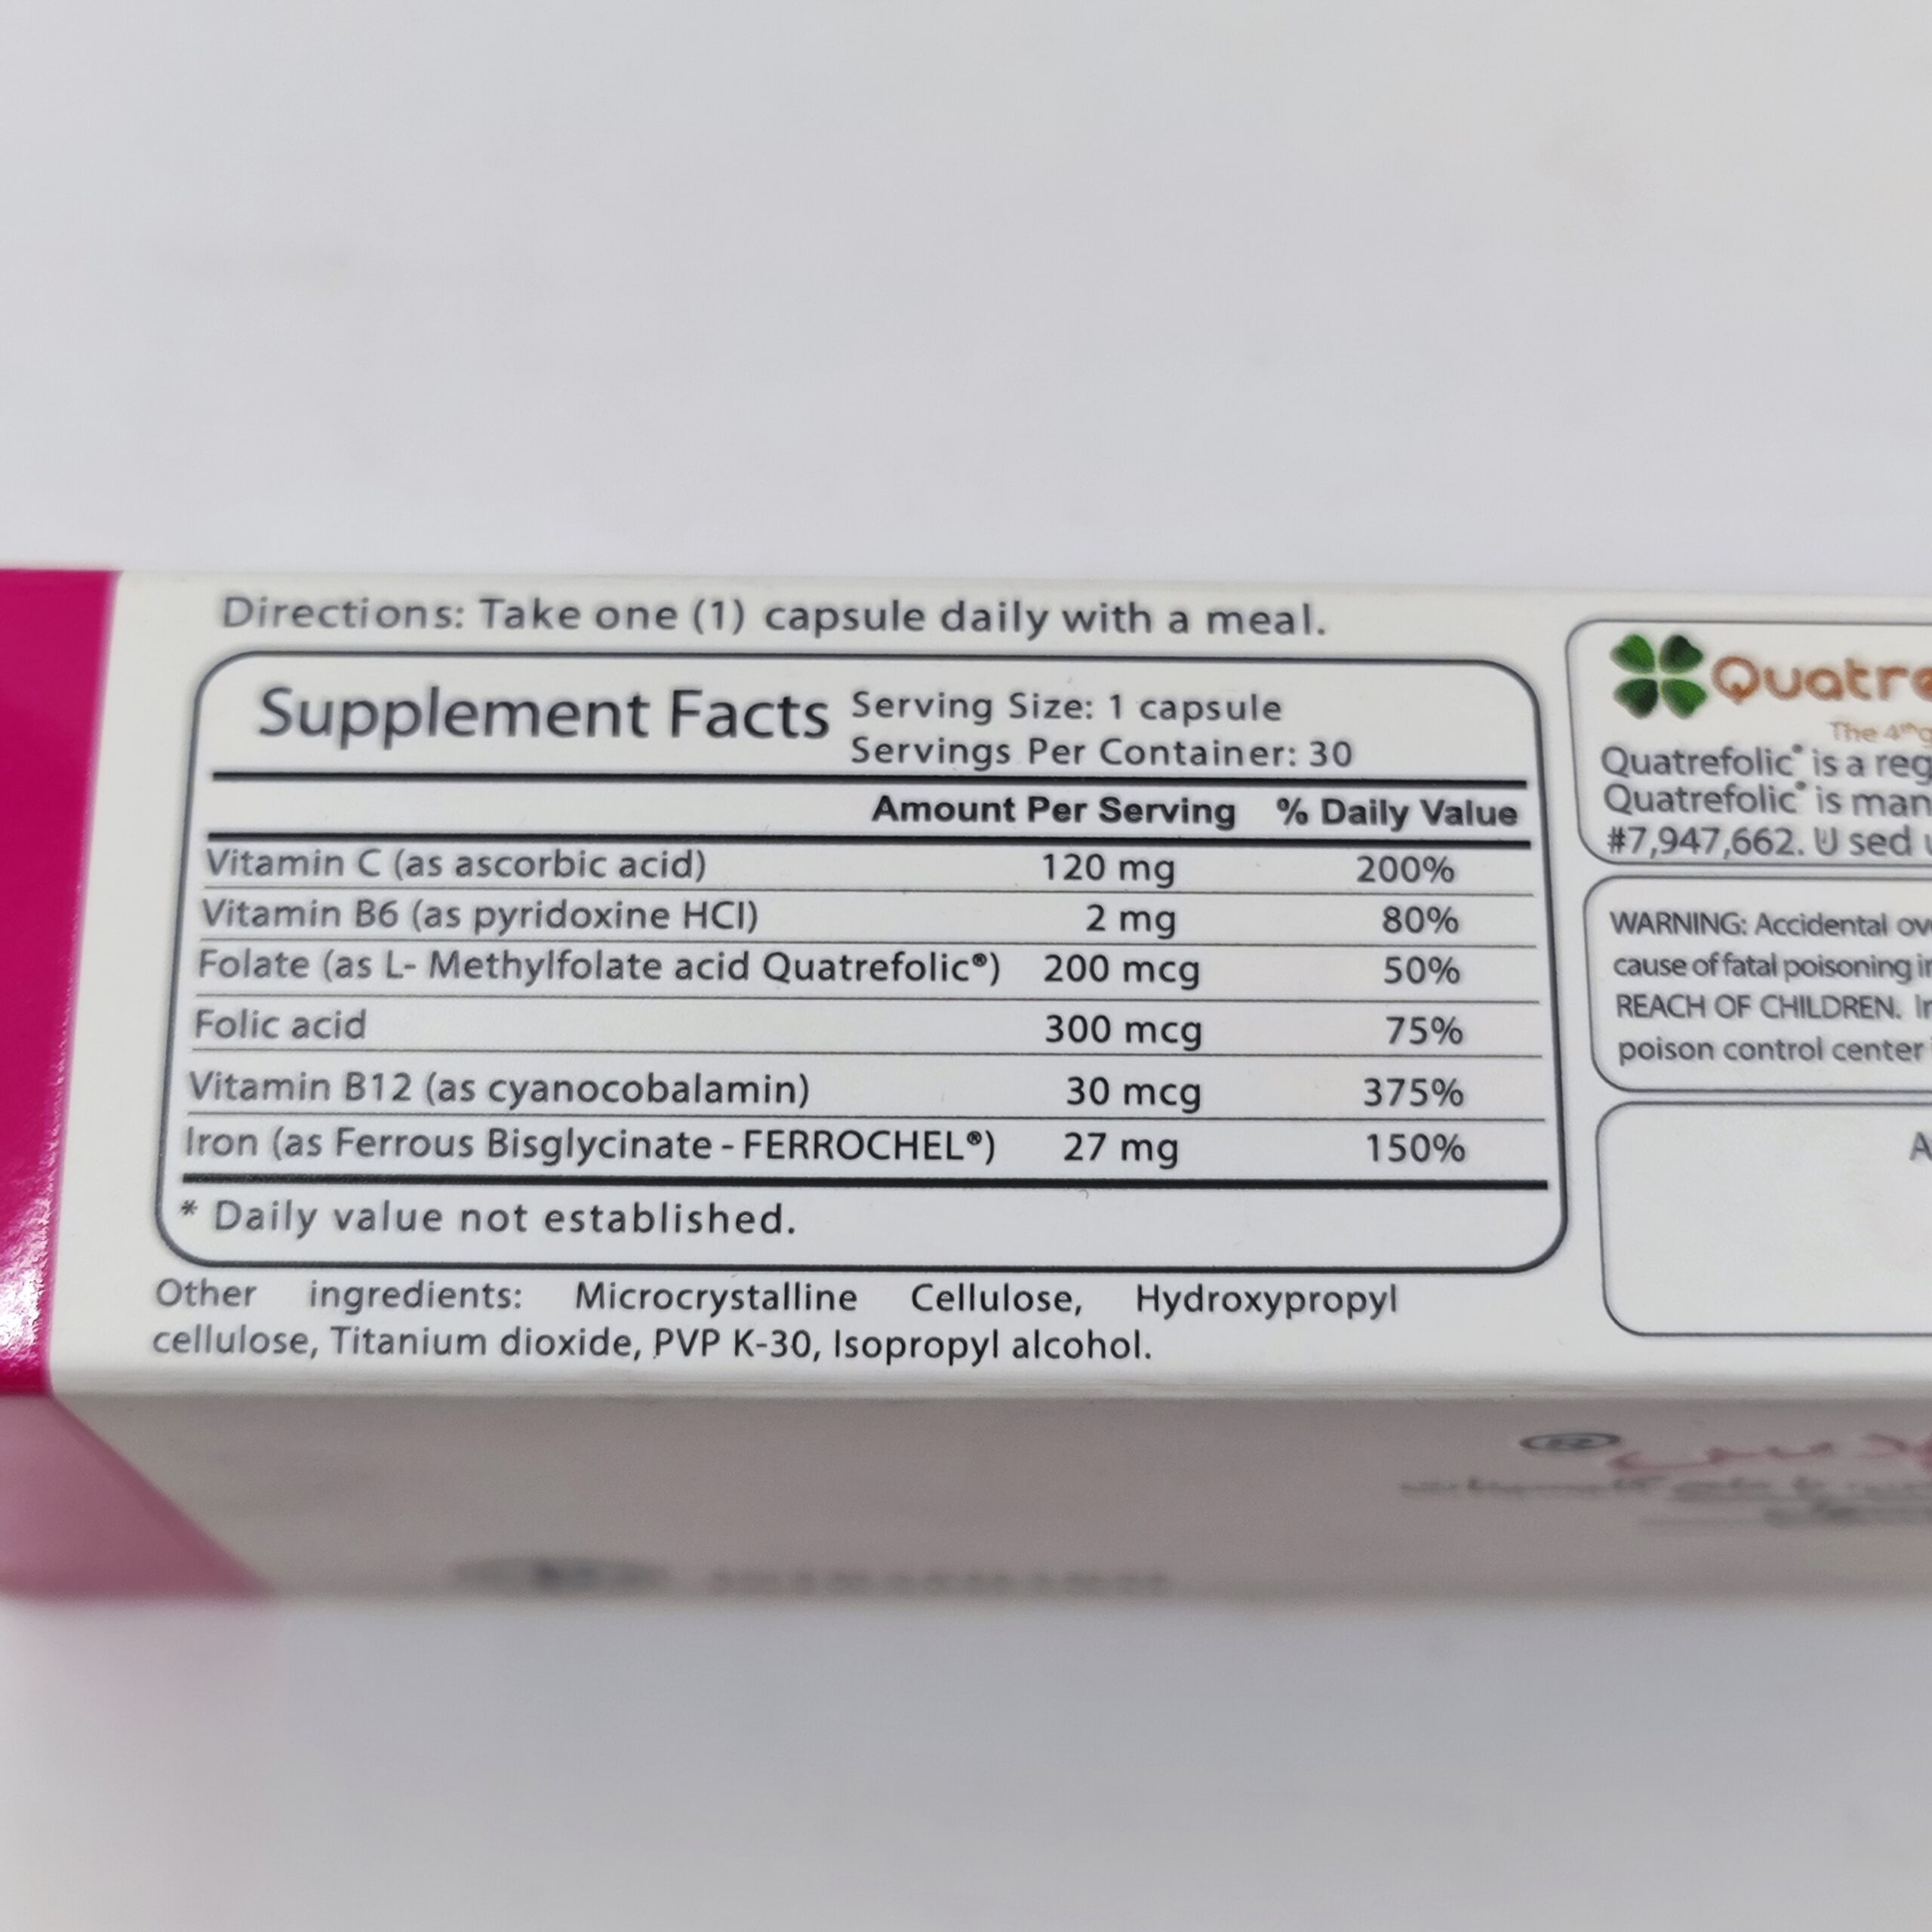 Directions: Take one (1) capsule daily with a meal.
Supplement Facts
Serving Size: 1 capsule
Servings Per Container: 30
Amount Per Serving % Daily Value
Vitamin C (as ascorbic acid) 120 mg 200%
Vitamin B6 (as pyridoxine HCl) 2 mg 80%
Folate (as L- Methylfolate acid Quatrefolic®) 200 mcg 50%
Folic acid 300 mcg 75%
Vitamin B12 (as cyanocobalamin) 30 mcg 375%
Iron (as Ferrous Bisglycinate - FERROCHEL®) 27 mg 150%
* Daily value not established.
Other ingredients: Microcrystalline Cellulose, Hydroxypropyl
cellulose, Titanium dioxide, PVP K-30, Isopropyl alcohol.
Quatre
The 4th
Quatrefolic® is a reg
Quatrefolic® is man
#7,947,662. U sed
WARNING: Accidental ov
cause of fatal poisoning in
REACH OF CHILDREN. In
poison control center